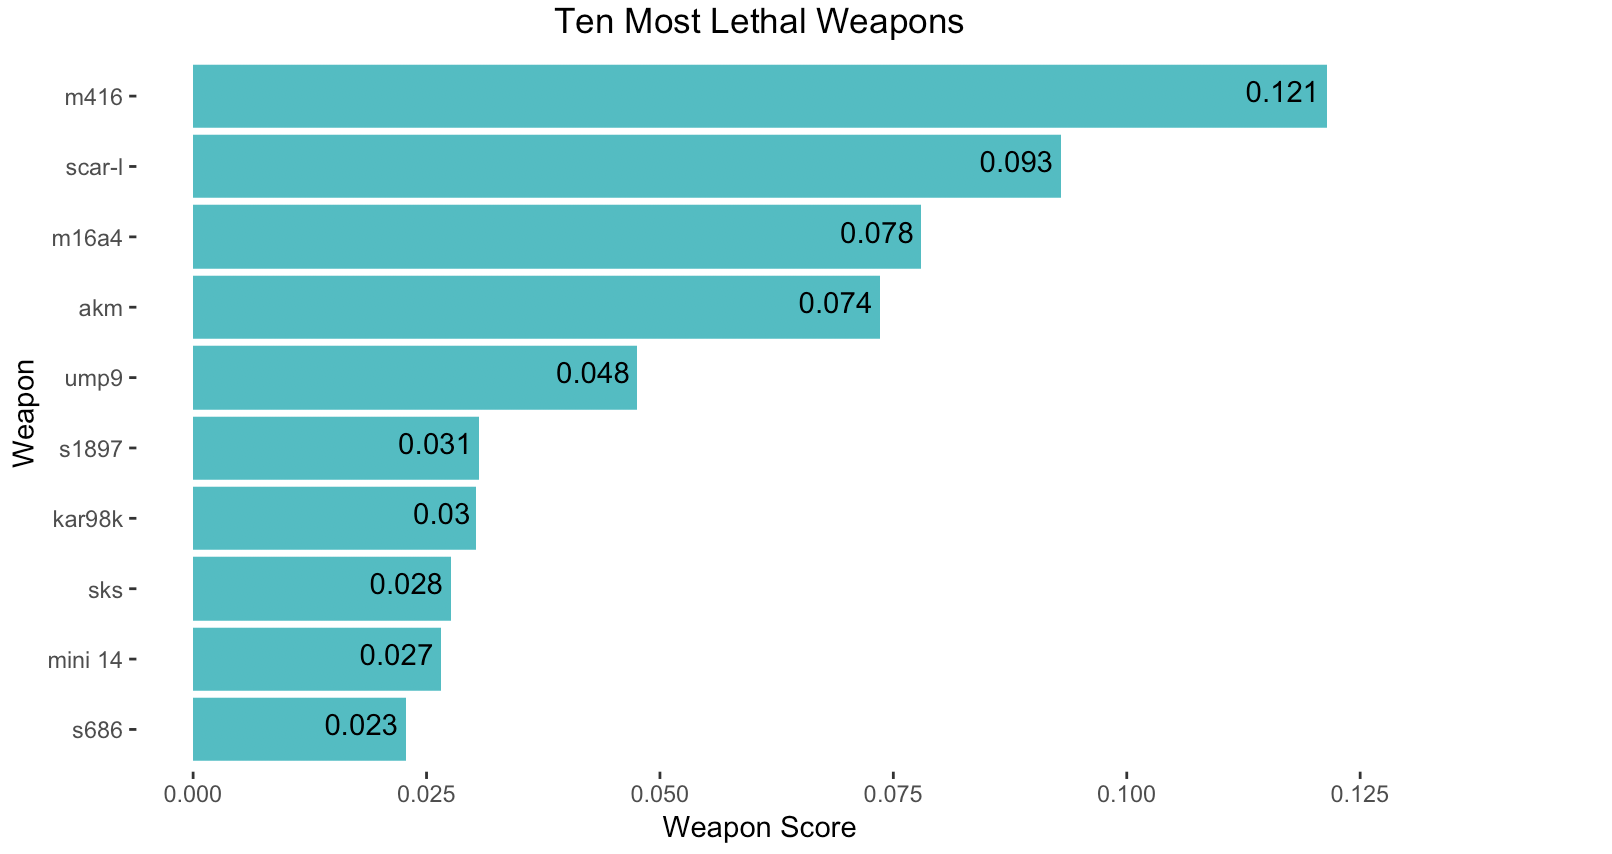 Ten Most Lethal Weapons
m416 0.121
scar-l 0.093
m16a4 0.078
akm 0.074
ump9 0.048
s1897 0.031
kar98k 0.03
sks 0.028
mini 14 0.027
s686 0.023
Weapon
0.000 0.025 0.050 0.075 0.100 0.125
Weapon Score